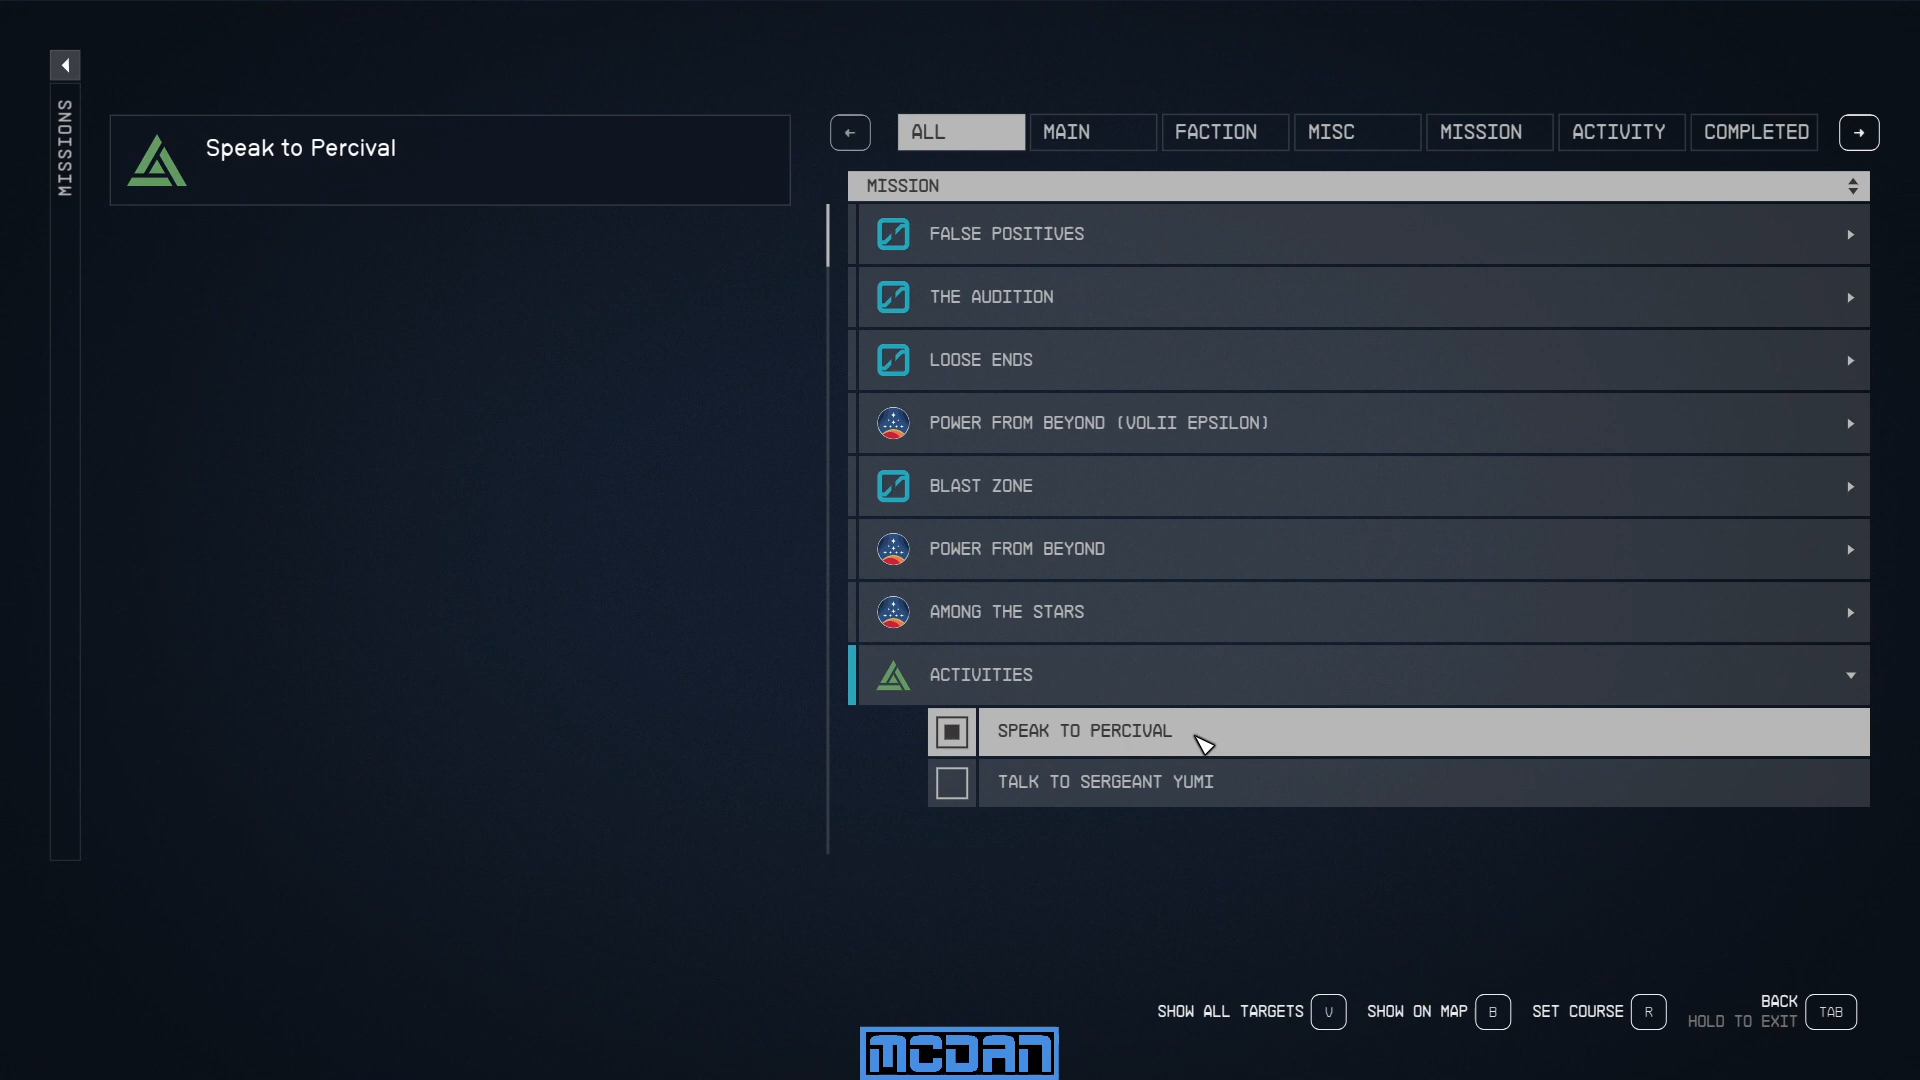 MISSIONS
Speak to Percival
←
ALL
MAIN
FACTION
MISC
MISSION
ACTIVITY
COMPLETED
→
MISSION
FALSE POSITIVES
THE AUDITION
LOOSE ENDS
POWER FROM BEYOND (VOLII EPSILON)
BLAST ZONE
POWER FROM BEYOND
AMONG THE STARS
ACTIVITIES
SPEAK TO PERCIVAL
TALK TO SERGEANT YUMI
SHOW ALL TARGETS V
SHOW ON MAP B
SET COURSE R
BACK
HOLD TO EXIT
TAB
MCDAN